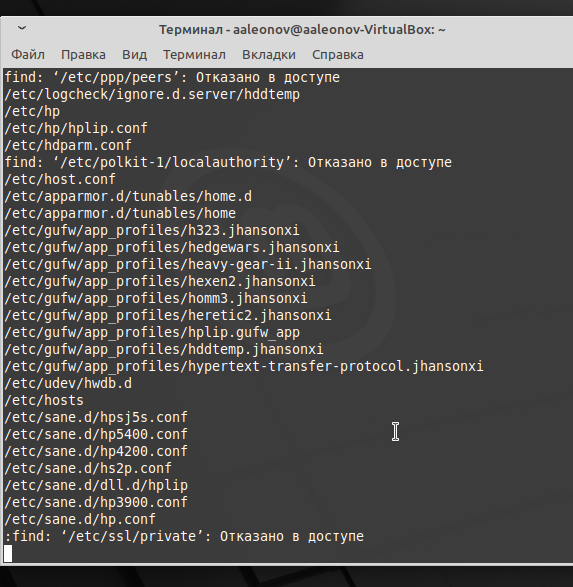 Терминал - aaleonov@aaleonov-VirtualBox: ~
Файл Правка Вид Терминал Вкладки Справка
find: ‘/etc/ppp/peers’: Отказано в доступе
/etc/logcheck/ignore.d.server/hddtemp
/etc/hp
/etc/hp/hplip.conf
/etc/hdparm.conf
find: ‘/etc/polkit-1/localauthority’: Отказано в доступе
/etc/host.conf
/etc/apparmor.d/tunables/home.d
/etc/apparmor.d/tunables/home
/etc/gufw/app_profiles/h323.jhansonxi
/etc/gufw/app_profiles/hedgewars.jhansonxi
/etc/gufw/app_profiles/heavy-gear-ii.jhansonxi
/etc/gufw/app_profiles/hexen2.jhansonxi
/etc/gufw/app_profiles/homm3.jhansonxi
/etc/gufw/app_profiles/heretic2.jhansonxi
/etc/gufw/app_profiles/hplip.gufw_app
/etc/gufw/app_profiles/hddtemp.jhansonxi
/etc/gufw/app_profiles/hypertext-transfer-protocol.jhansonxi
/etc/udev/hwdb.d
/etc/hosts
/etc/sane.d/hpsj5s.conf
/etc/sane.d/hp5400.conf
/etc/sane.d/hp4200.conf
/etc/sane.d/hs2p.conf
/etc/sane.d/dll.d/hplip
/etc/sane.d/hp3900.conf
/etc/sane.d/hp.conf
:find: ‘/etc/ssl/private’: Отказано в доступе